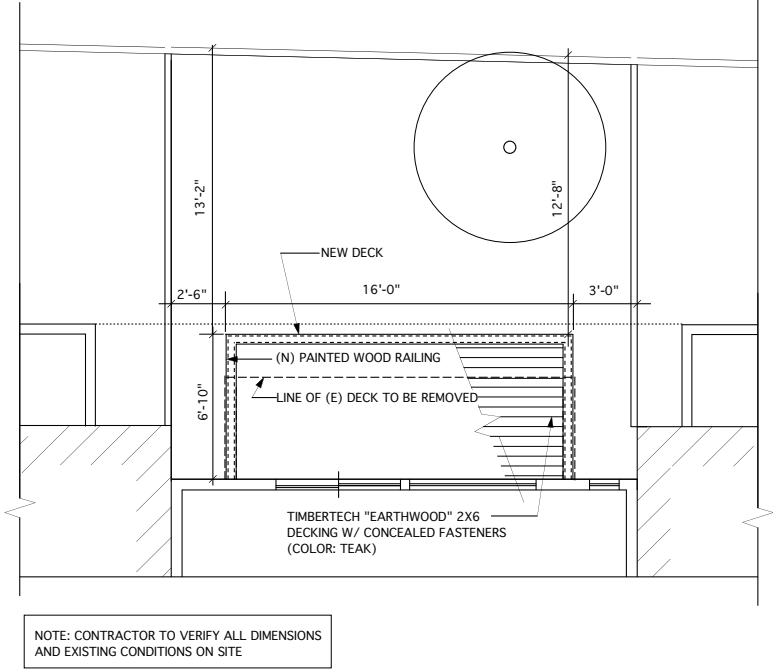 13'-2"
12'-8"
NEW DECK
2'-6"
16'-0"
3'-0"
(N) PAINTED WOOD RAILING
6'-10"
LINE OF (E) DECK TO BE REMOVED
TIMBERTECH "EARTHWOOD" 2X6
DECKING W/ CONCEALED FASTENERS
(COLOR: TEAK)
NOTE: CONTRACTOR TO VERIFY ALL DIMENSIONS
AND EXISTING CONDITIONS ON SITE